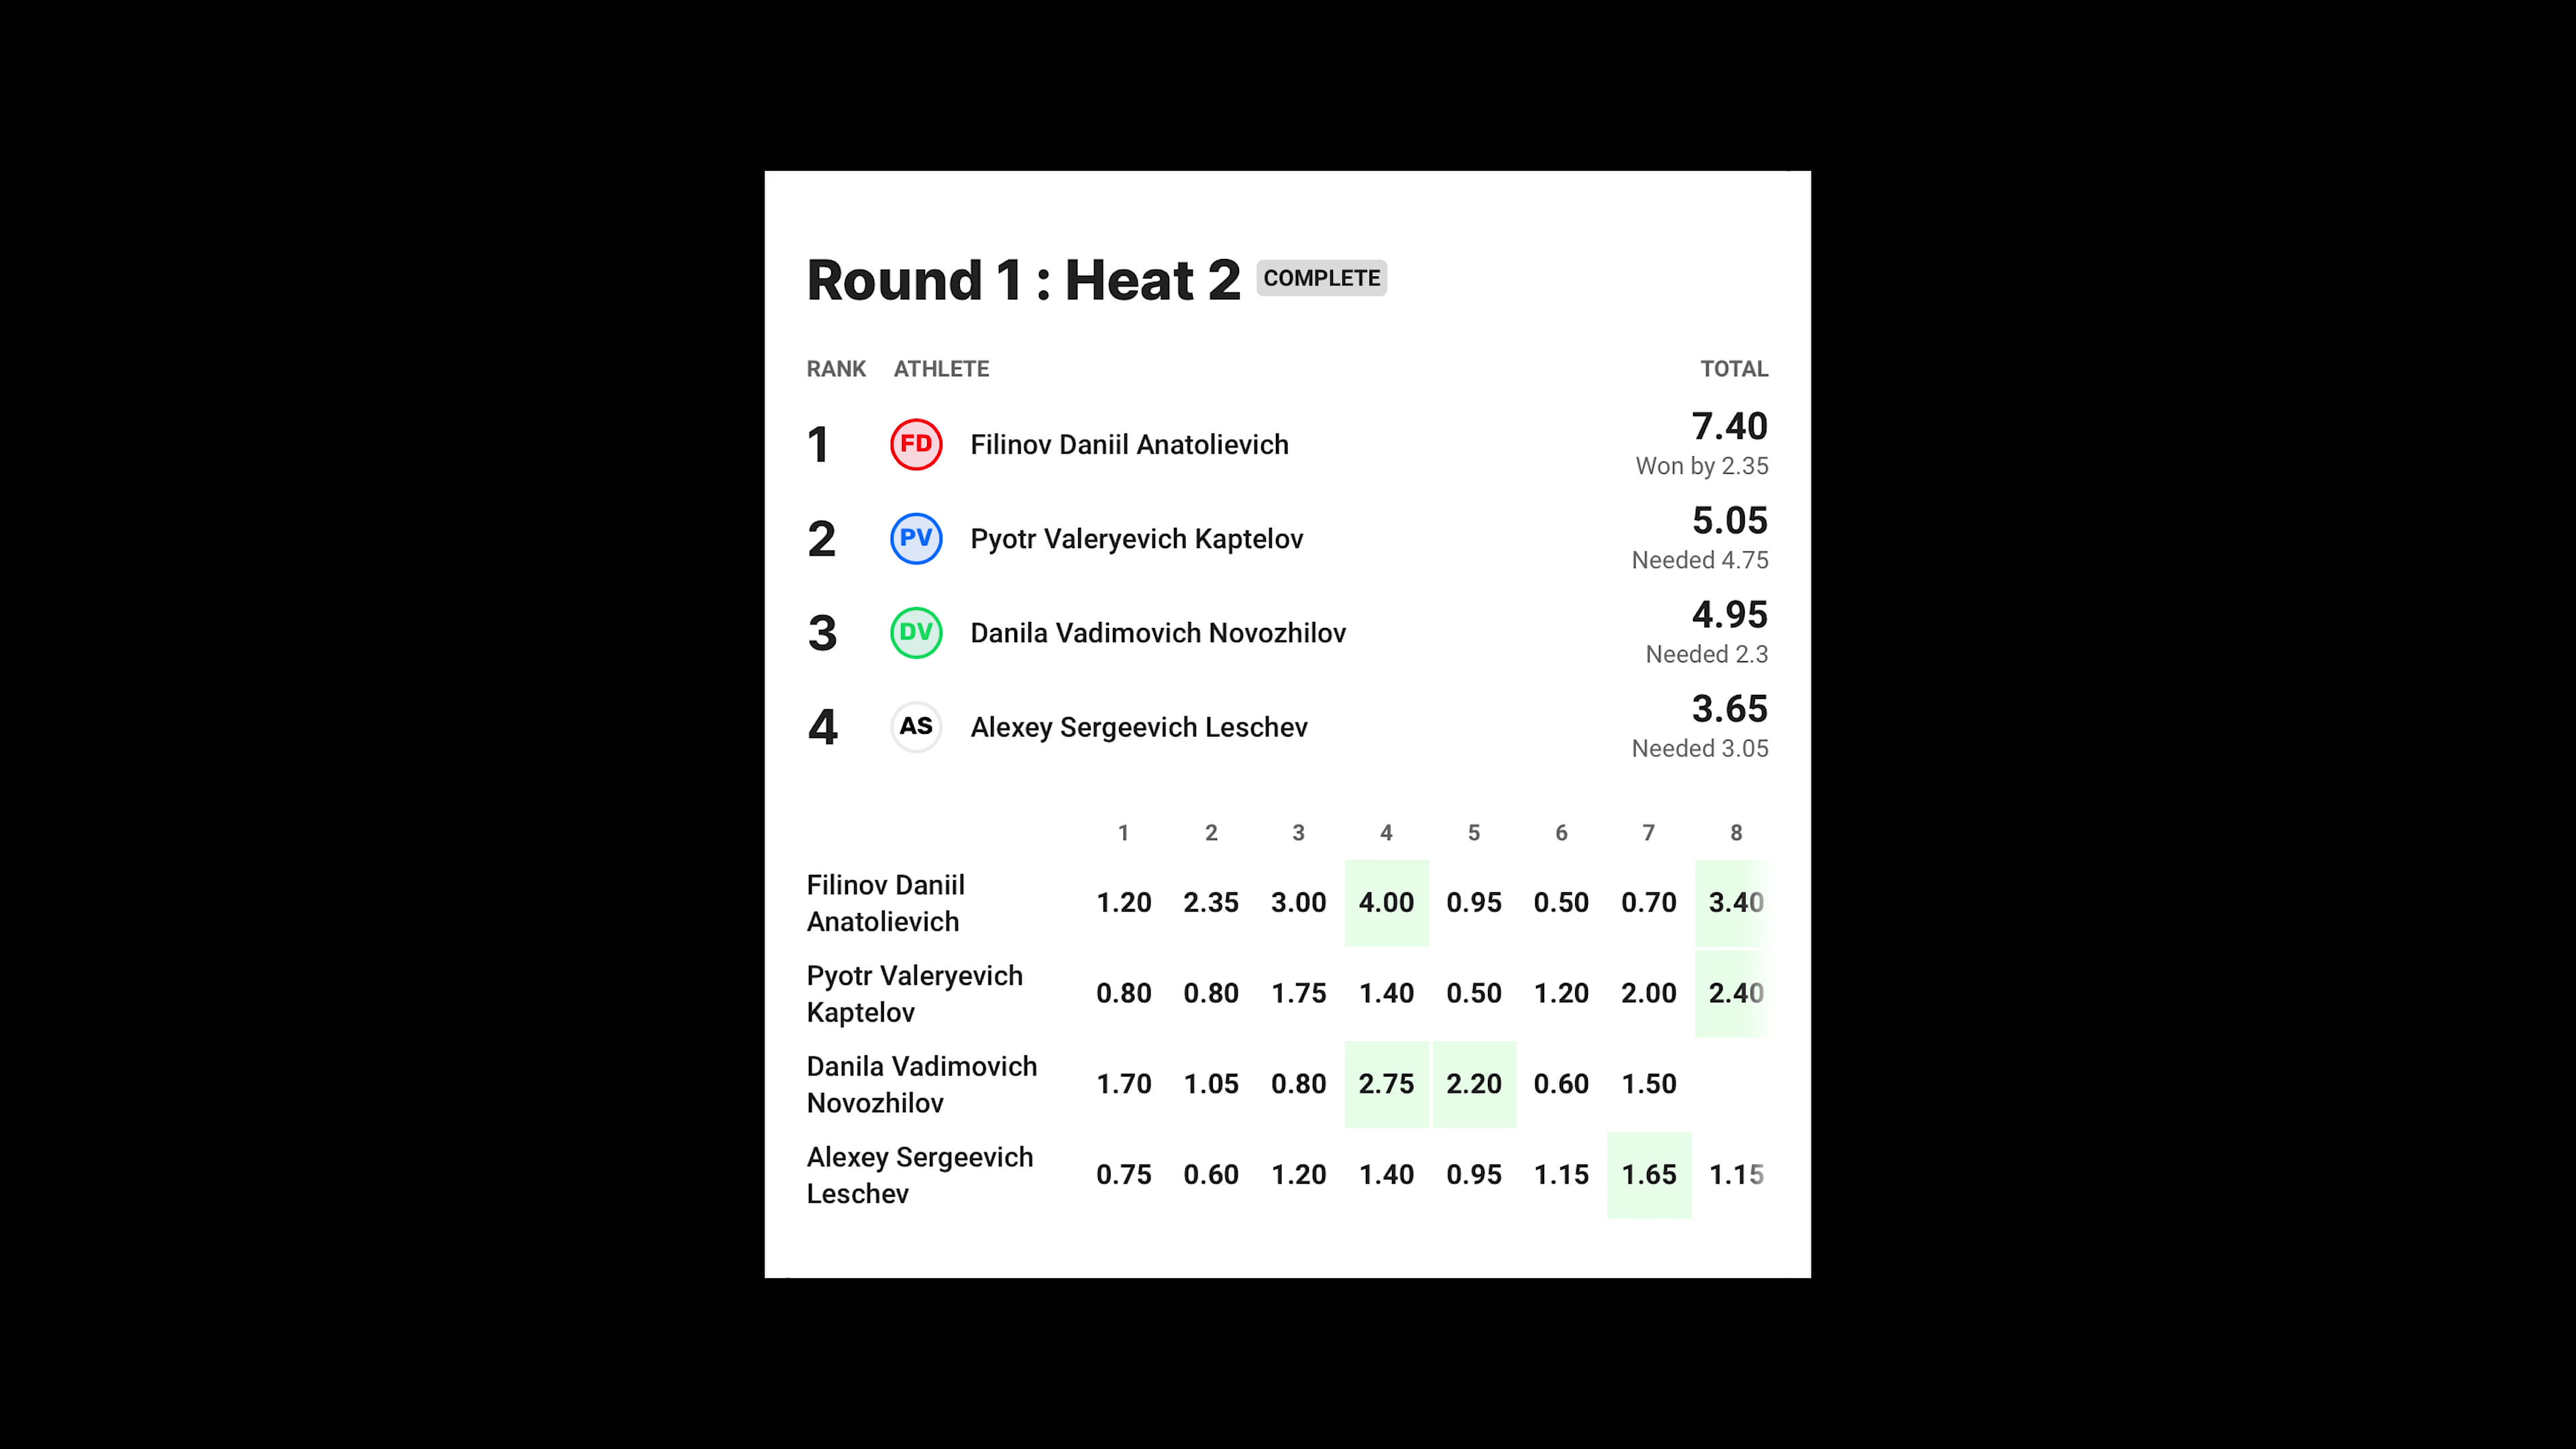 Round 1 : Heat 2 COMPLETE
RANK ATHLETE TOTAL
1 FD Filinov Daniil Anatolievich 7.40
Won by 2.35
2 PV Pyotr Valeryevich Kaptelov 5.05
Needed 4.75
3 DV Danila Vadimovich Novozhilov 4.95
Needed 2.3
4 AS Alexey Sergeevich Leschev 3.65
Needed 3.05
1 2 3 4 5 6 7 8
Filinov Daniil
Anatolievich
1.20 2.35 3.00 4.00 0.95 0.50 0.70 3.40
Pyotr Valeryevich
Kaptelov
0.80 0.80 1.75 1.40 0.50 1.20 2.00 2.40
Danila Vadimovich
Novozhilov
1.70 1.05 0.80 2.75 2.20 0.60 1.50
Alexey Sergeevich
Leschev
0.75 0.60 1.20 1.40 0.95 1.15 1.65 1.15